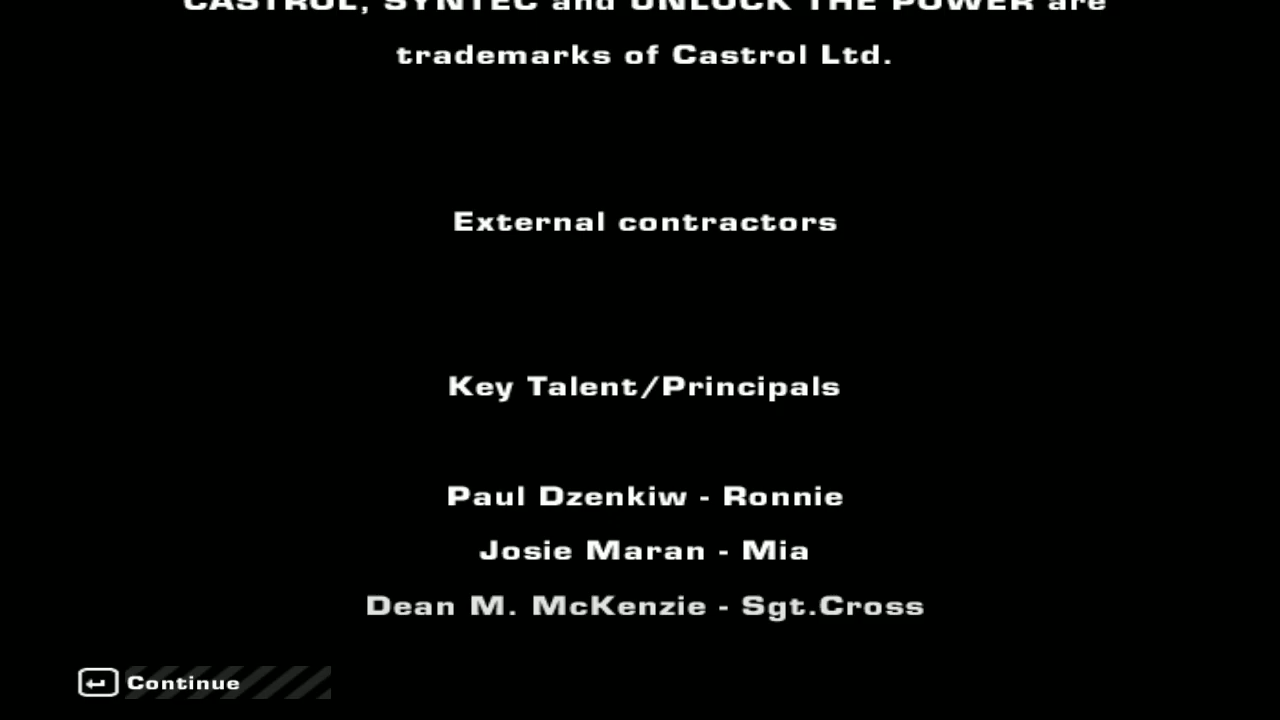 CASTROL, SYNTEC and UNLOCK THE POWER are
trademarks of Castrol Ltd.
External contractors
Key Talent/Principals
Paul Dzenkiw - Ronnie
Josie Maran - Mia
Dean M. McKenzie - Sgt.Cross
Continue